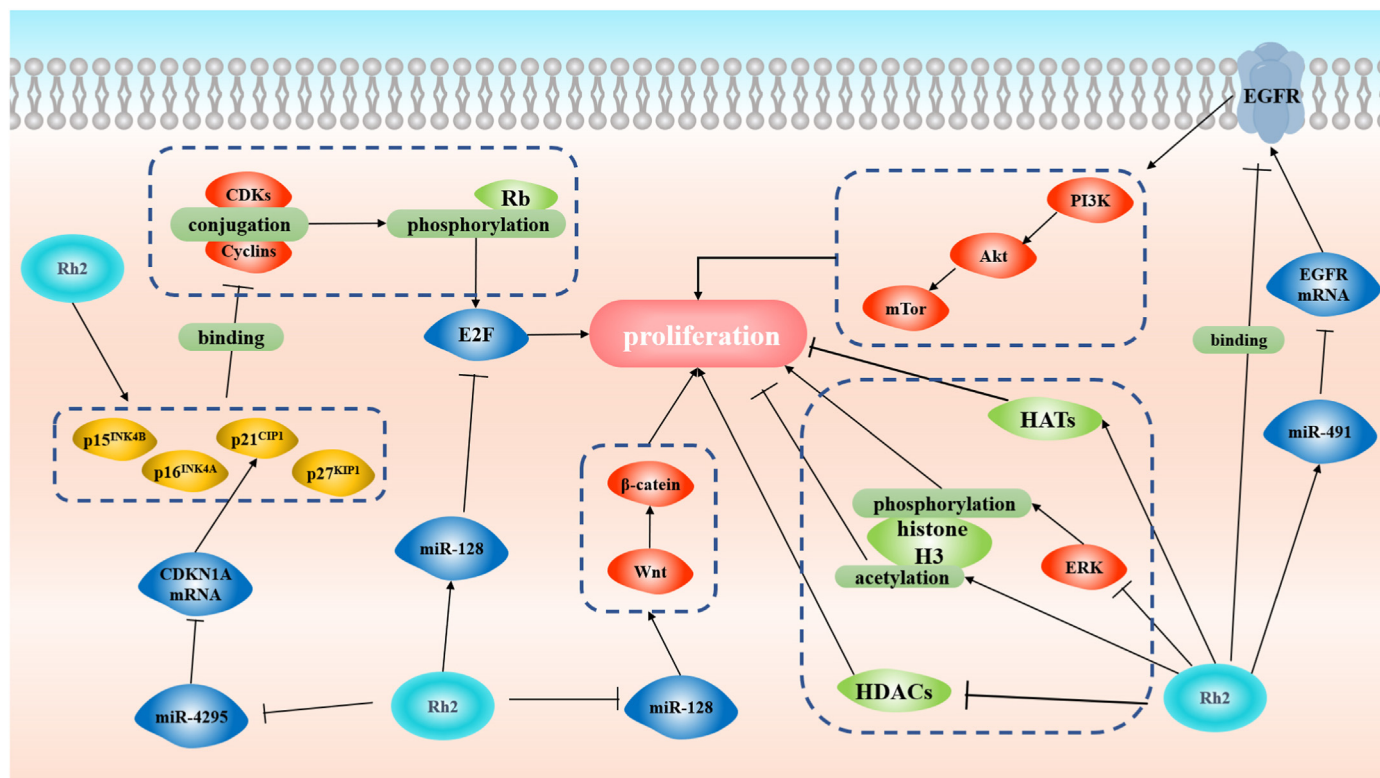 EGFR
CDKs
conjugation
Cyclins
Rb
phosphorylation
PI3K
Akt
mTor
Rh2
EGFR
mRNA
binding
E2F
proliferation
binding
p15INK4B
p16INK4A
p21CIP1
p27KIP1
HATs
miR-491
β-catein
Wnt
phosphorylation
histone
H3
acetylation
ERK
miR-128
CDKN1A
mRNA
HDACs
Rh2
miR-4295
Rh2
miR-128